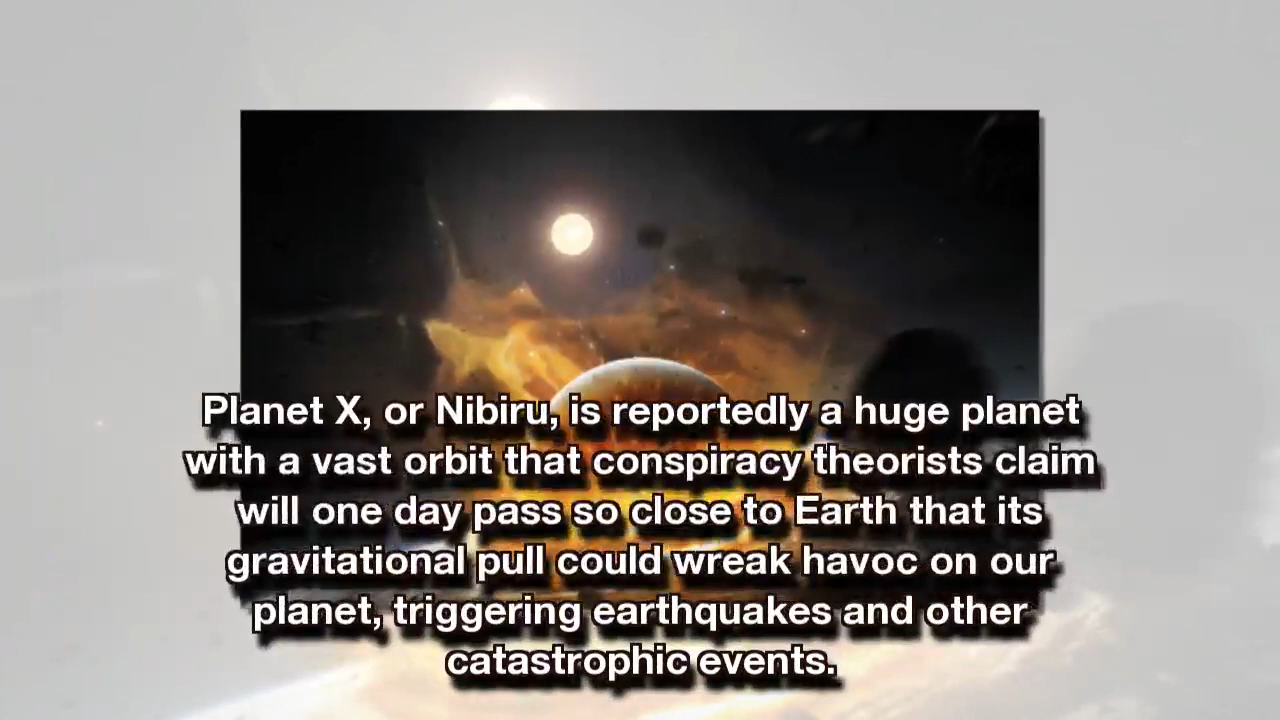 Planet X, or Nibiru, is reportedly a huge planet
with a vast orbit that conspiracy theorists claim
will one day pass so close to Earth that its
gravitational pull could wreak havoc on our
planet, triggering earthquakes and other
catastrophic events.